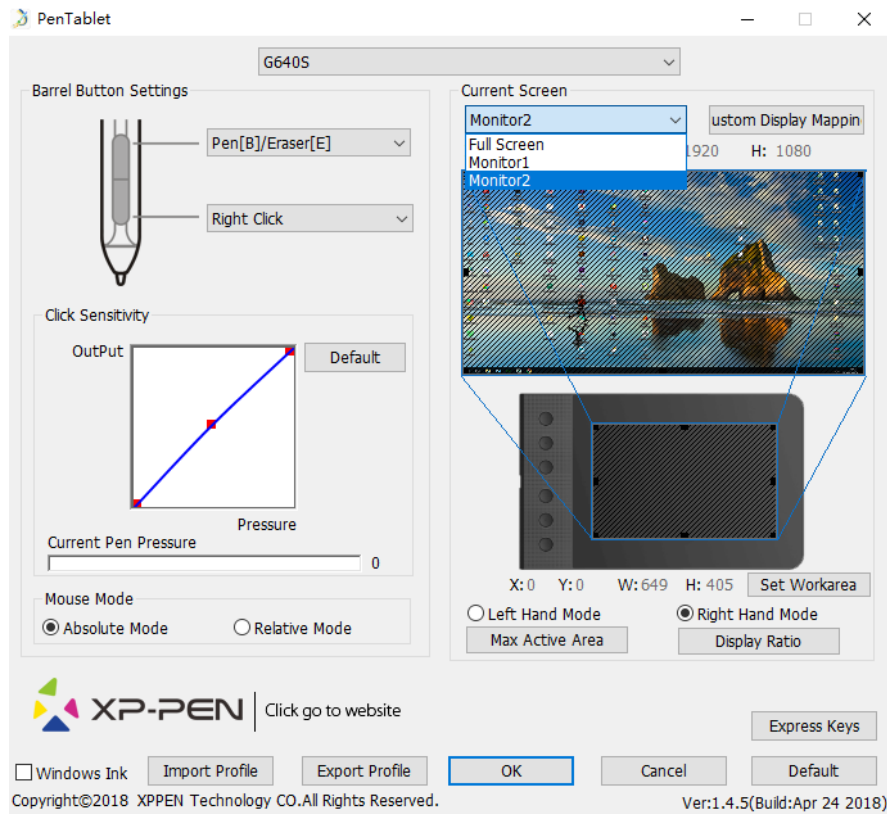 PenTablet
G640S
Barrel Button Settings
Pen[B]/Eraser[E]
Right Click
Click Sensitivity
OutPut
Default
Pressure
Current Pen Pressure
0
Mouse Mode
Absolute Mode
Relative Mode
Current Screen
Monitor2
ustom Display Mappin
Full Screen
Monitor1
Monitor2
1920 H: 1080
X: 0 Y: 0 W: 649 H: 405 Set Workarea
Left Hand Mode
Right Hand Mode
Max Active Area
Display Ratio
XP-PEN
Click go to website
Express Keys
Windows Ink
Import Profile
Export Profile
OK
Cancel
Default
Copyright©2018 XPPEN Technology CO.All Rights Reserved.
Ver:1.4.5(Build:Apr 24 2018)